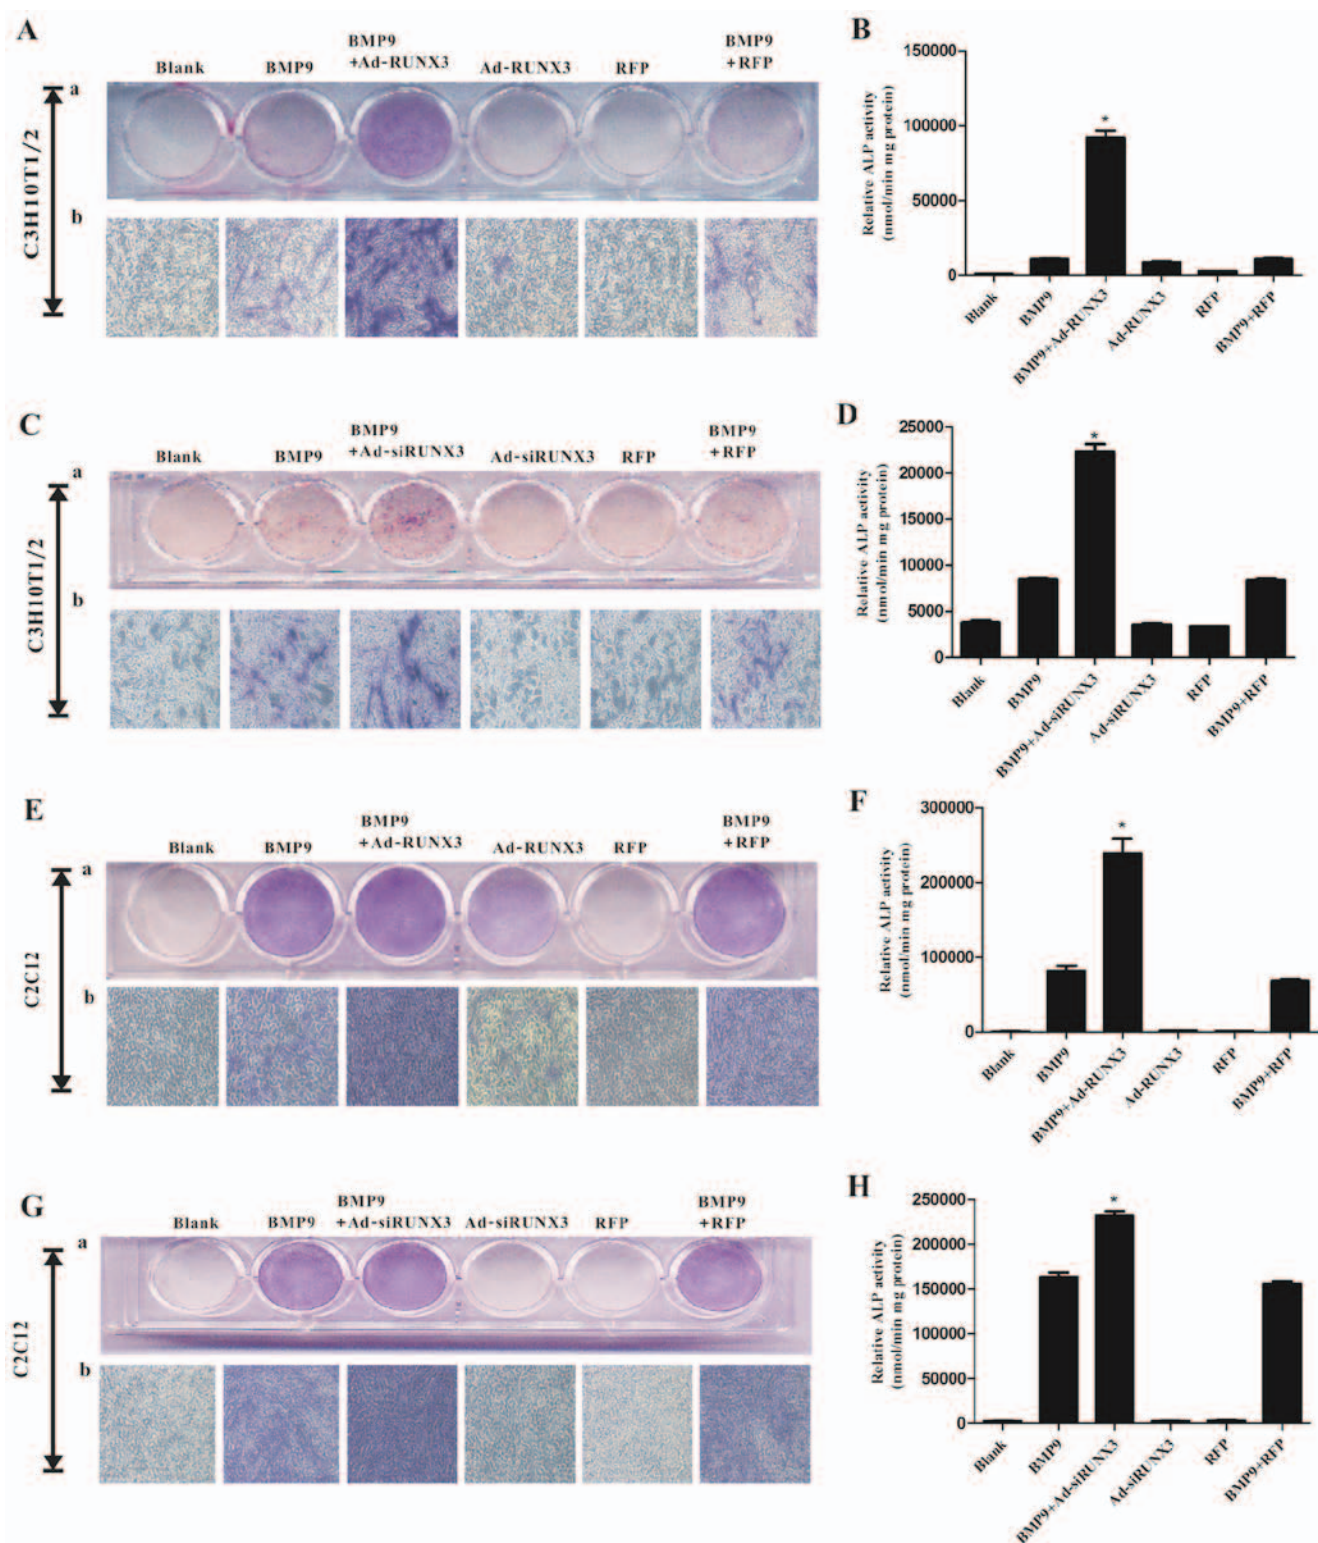 A
Blank
BMP9
BMP9
+Ad-RUNX3
Ad-RUNX3
RFP
BMP9
+RFP
a
b
C3H10T1/2
B
Relative ALP activity
(nmol/min mg protein)
150000
100000
50000
0
*
Blank
BMP9
BMP9+Ad-RUNX3
Ad-RUNX3
RFP
BMP9+RFP
C
Blank
BMP9
BMP9
+Ad-siRUNX3
Ad-siRUNX3
RFP
BMP9
+RFP
a
b
C3H10T1/2
D
Relative ALP activity
(nmol/min mg protein)
25000
20000
15000
10000
5000
0
*
Blank
BMP9
BMP9+Ad-siRUNX3
Ad-siRUNX3
RFP
BMP9+RFP
E
Blank
BMP9
BMP9
+Ad-RUNX3
Ad-RUNX3
RFP
BMP9
+RFP
a
b
C2C12
F
Relative ALP activity
(nmol/min mg protein)
300000
200000
100000
0
*
Blank
BMP9
BMP9+Ad-RUNX3
Ad-RUNX3
RFP
BMP9+RFP
G
Blank
BMP9
BMP9
+Ad-siRUNX3
Ad-siRUNX3
RFP
BMP9
+RFP
a
b
C2C12
H
Relative ALP activity
(nmol/min mg protein)
250000
200000
150000
100000
50000
0
*
Blank
BMP9
BMP9+Ad-siRUNX3
Ad-siRUNX3
RFP
BMP9+RFP